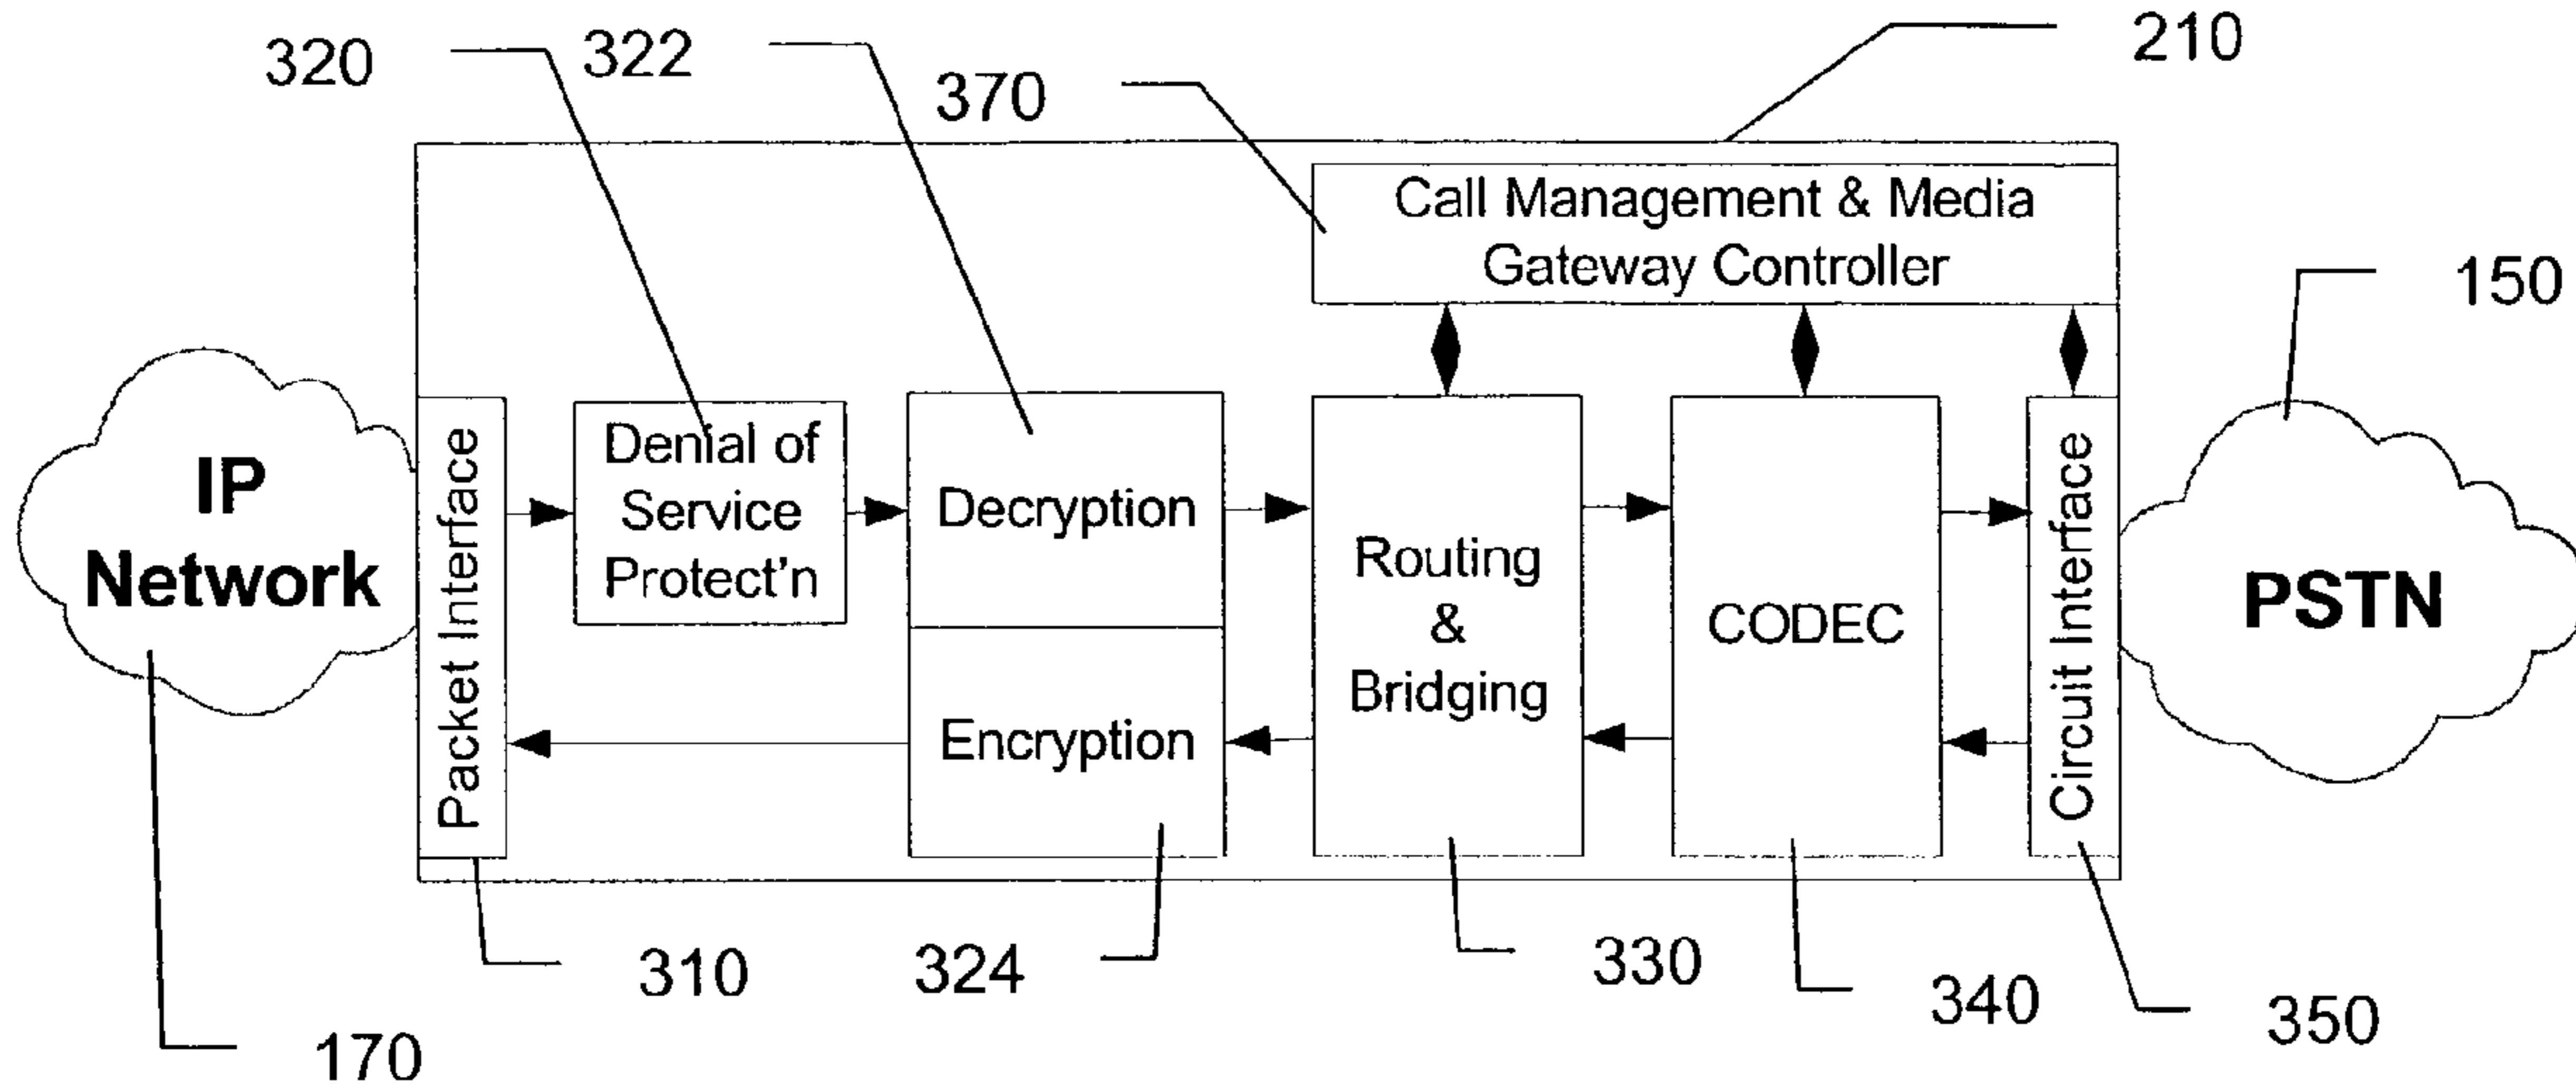 320
322
370
210
Call Management & Media
Gateway Controller
150
IP
Network
Packet Interface
Denial of
Service
Protect'n
Decryption
Encryption
Routing
&
Bridging
CODEC
Circuit Interface
PSTN
170
310
324
330
340
350